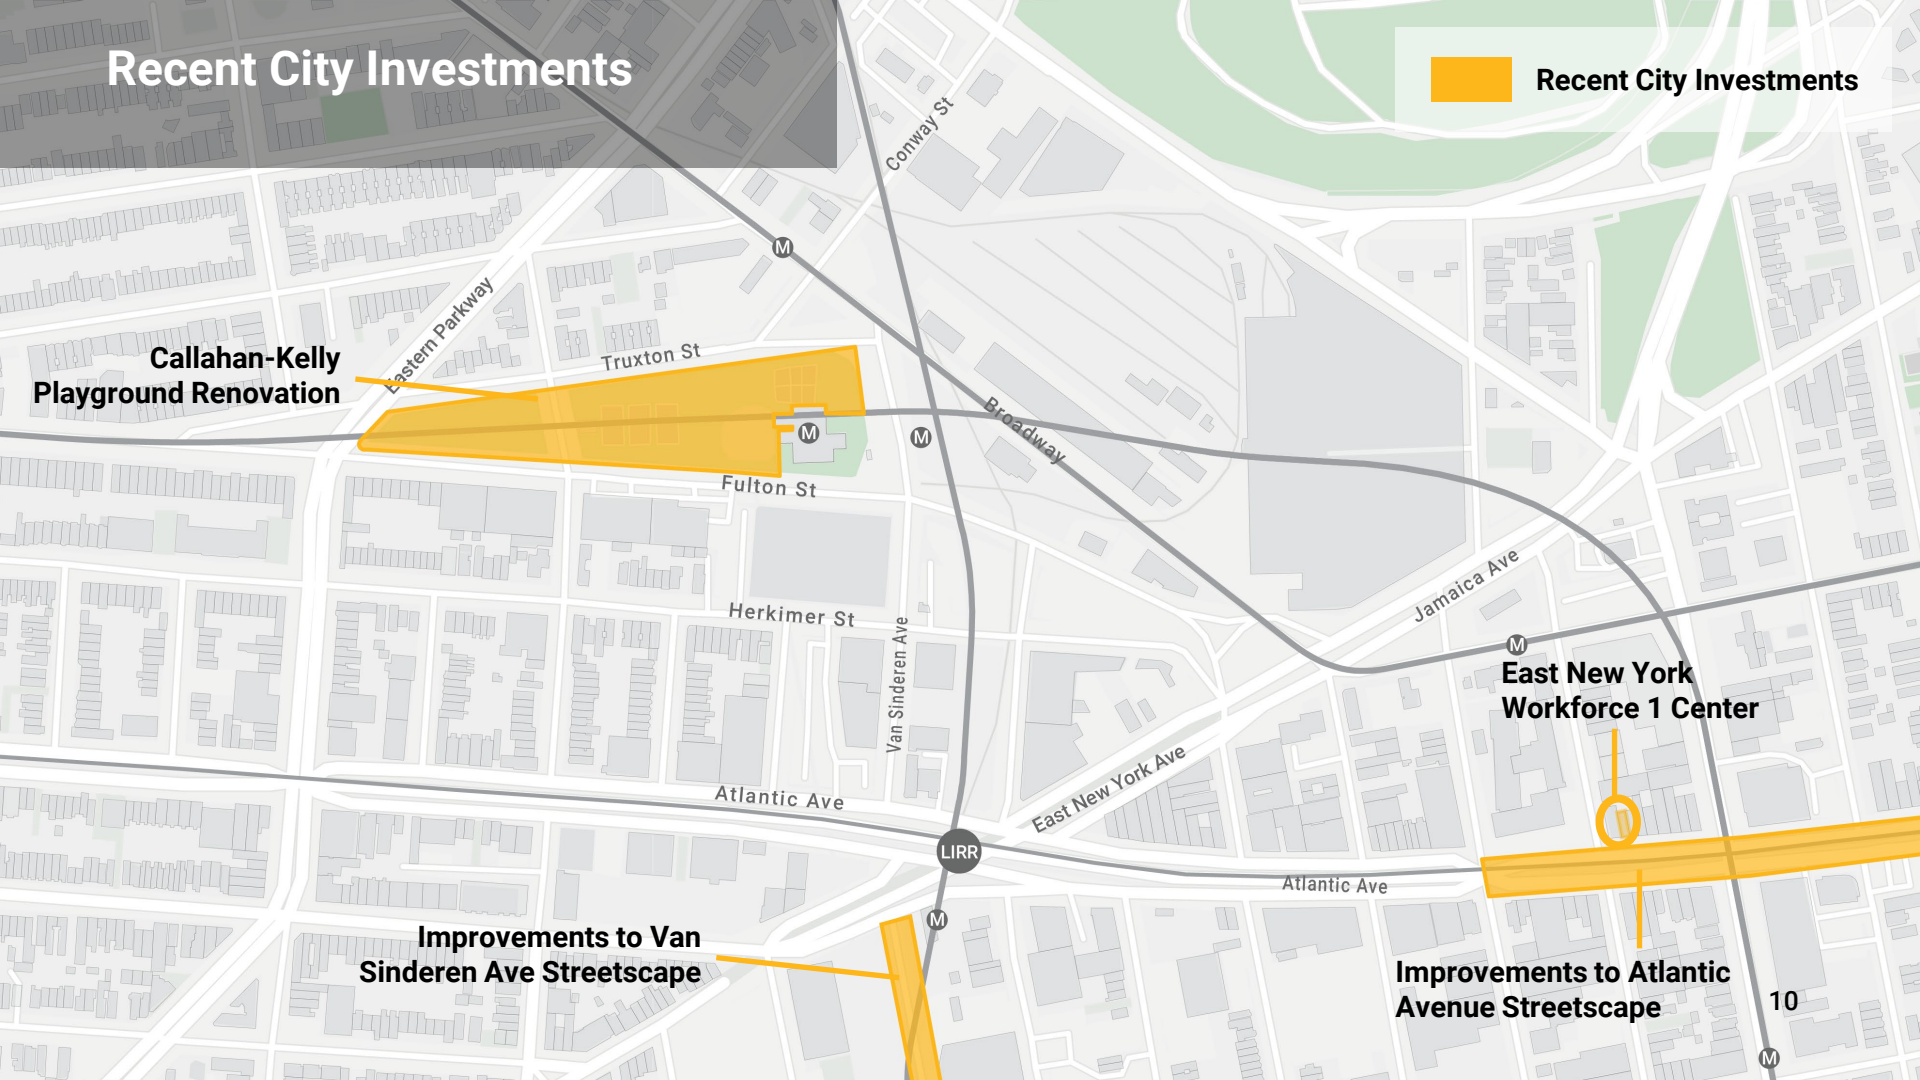 Recent City Investments
Recent City Investments
Conway St
M
Eastern Parkway
Truxton St
Callahan-Kelly
Playground Renovation
Broadway
M
M
Fulton St
Jamaica Ave
Herkimer St
Van Sinderen Ave
M
East New York
Workforce 1 Center
East New York Ave
Atlantic Ave
LIRR
Atlantic Ave
M
Improvements to Van
Sinderen Ave Streetscape
Improvements to Atlantic
Avenue Streetscape
10
M